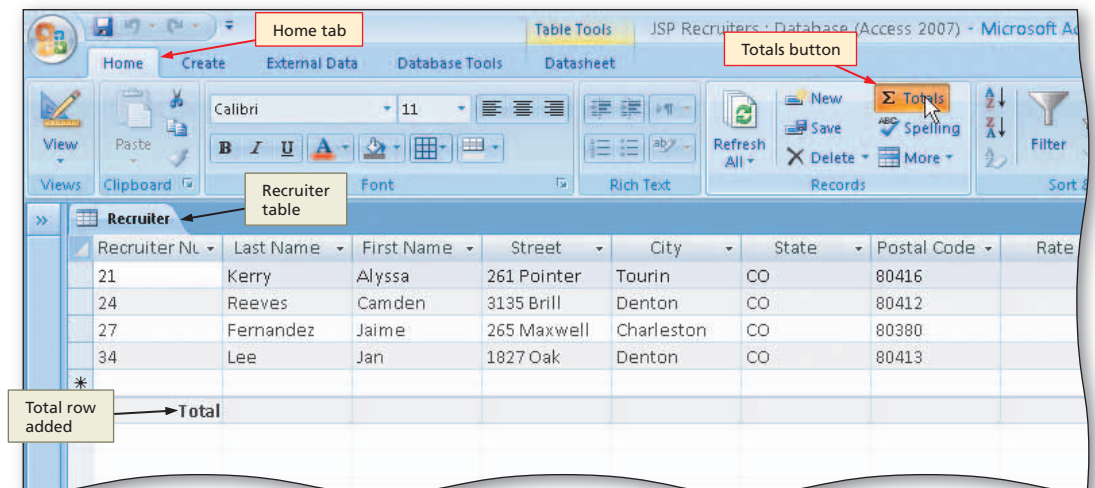 Home tab
Table Tools JSP Recruiters : Database (Access 2007) - Microsoft Ac
Totals button
Home Create External Data Database Tools Datasheet
View
Views
Paste
Clipboard
Calibri 11
B I U A
Font
Rich Text
Refresh
All
New Σ Totals
Save ABC Spelling
Delete More
Records
A
Z
Z
A
Filter
Sort &
Recruiter
table
» Recruiter
Recruiter Nu Last Name First Name Street City State Postal Code Rate
21 Kerry Alyssa 261 Pointer Tourin CO 80416
24 Reeves Camden 3135 Brill Denton CO 80412
27 Fernandez Jaime 265 Maxwell Charleston CO 80380
34 Lee Jan 1827 Oak Denton CO 80413
*
Total row
added
Total